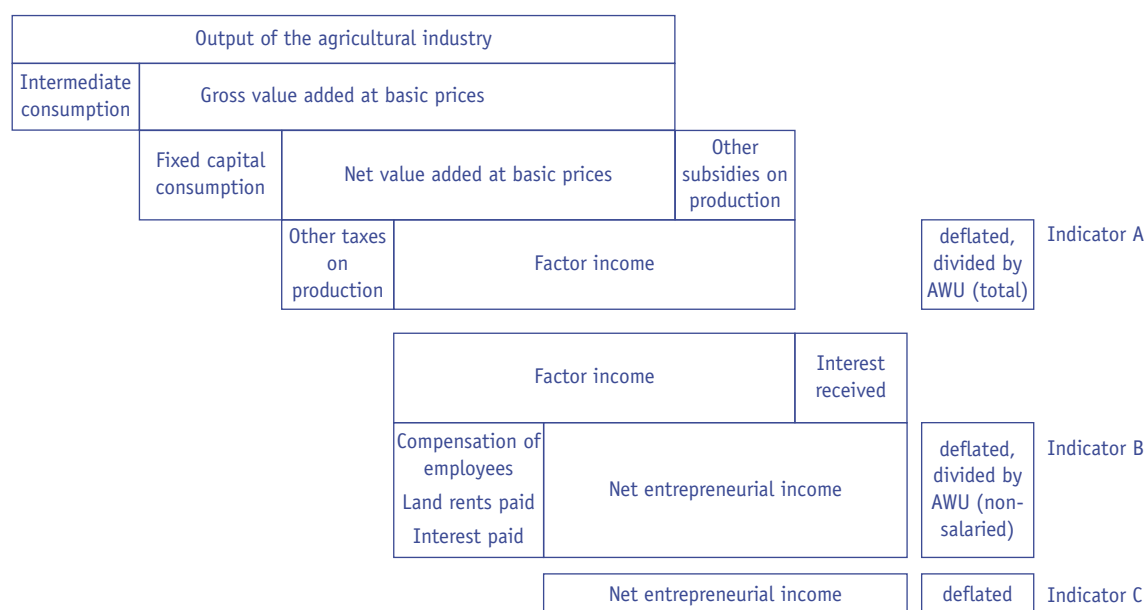 Output of the agricultural industry
Intermediate
consumption
Gross value added at basic prices
Fixed capital
consumption
Net value added at basic prices
Other
subsidies on
production
Other taxes
on
production
Factor income
deflated,
divided by
AWU (total)
Indicator A
Factor income
Interest
received
Compensation of
employees
Land rents paid
Interest paid
Net entrepreneurial income
deflated,
divided by
AWU (non-
salaried)
Indicator B
Net entrepreneurial income
deflated
Indicator C